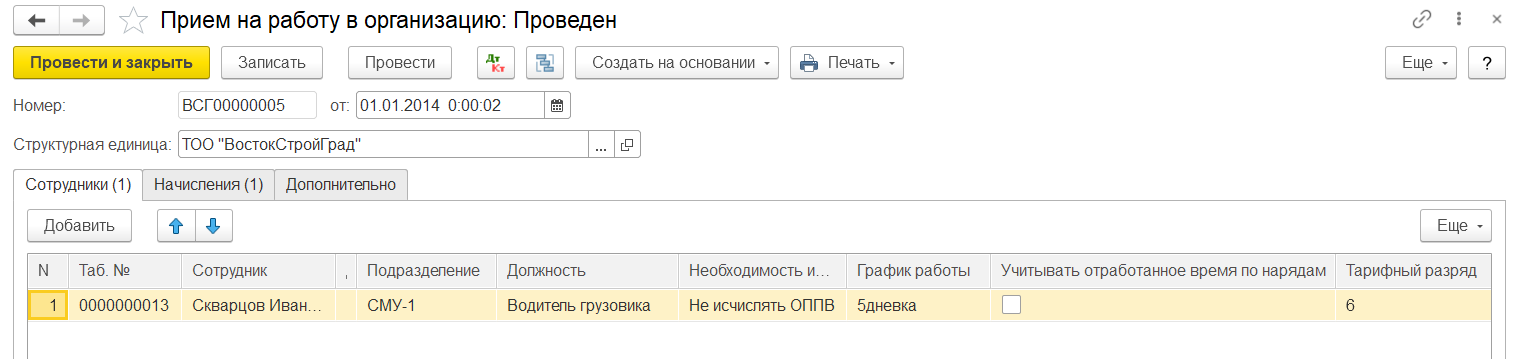 Прием на работу в организацию: Проведен
Провести и закрыть Записать Провести Дт Кт Создать на основании Печать Еще ?
Номер: ВСГ00000005 от: 01.01.2014 0:00:02
Структурная единица: ТОО "ВостокСтройГрад" ...
Сотрудники (1) Начисления (1) Дополнительно
Добавить Еще
N Таб. № Сотрудник Подразделение Должность Необходимость и... График работы Учитывать отработанное время по нарядам Тарифный разряд
1 0000000013 Скварцов Иван... СМУ-1 Водитель грузовика Не исчислять ОППВ 5дневка 6